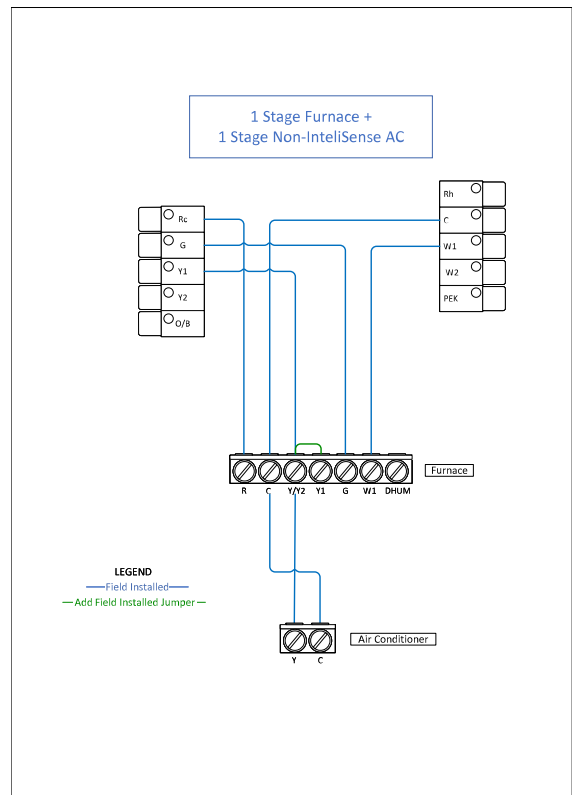 1 Stage Furnace +
1 Stage Non-InteliSense AC
Rc
G
Y1
Y2
O/B
Rh
C
W1
W2
PEK
Furnace
R C Y/Y2 Y1 G W1 DHUM
LEGEND
Field Installed
Add Field Installed Jumper
Air Conditioner
Y C